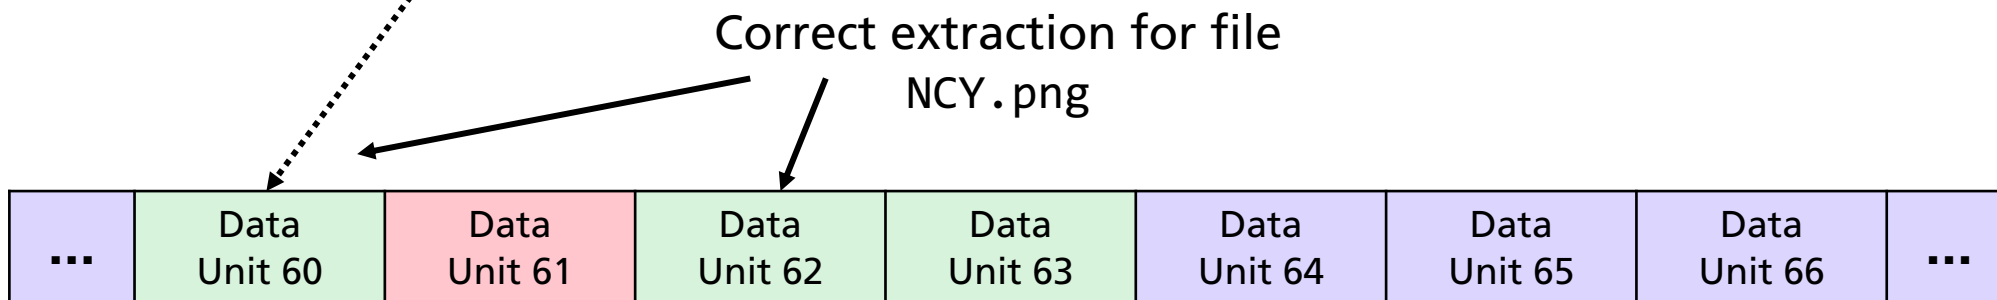 Correct extraction for file
NCY.png
...
Data
Unit 60
Data
Unit 61
Data
Unit 62
Data
Unit 63
Data
Unit 64
Data
Unit 65
Data
Unit 66
...